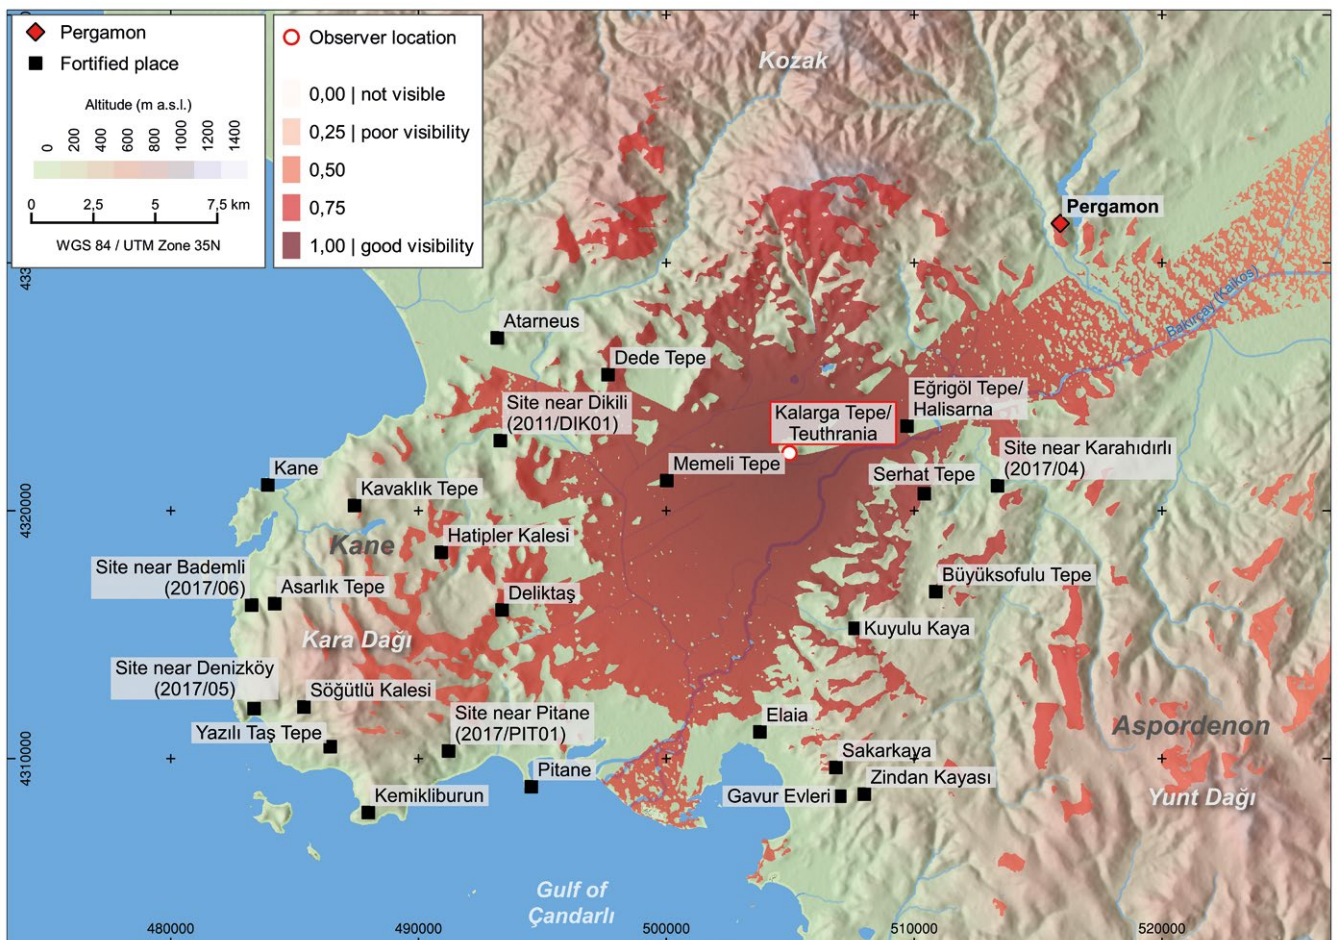 Pergamon
Fortified place
Altitude (m a.s.l.)
0 200 400 600 800 1000 1200 1400
0 2,5 5 7,5 km
WGS 84 / UTM Zone 35N
Observer location
0,00 | not visible
0,25 | poor visibility
0,50
0,75
1,00 | good visibility
Kozak
Pergamon
Bakırçay (Kaikos)
Atarneus
Dede Tepe
Eğrigöl Tepe/
Halisarna
Site near Dikili
(2011/DIK01)
Kalarga Tepe/
Teuthrania
Site near Karahıdırlı
(2017/04)
Memeli Tepe
Serhat Tepe
Kane
Kavaklık Tepe
4320000
Kane
Hatipler Kalesi
Site near Bademli
(2017/06)
Asarlık Tepe
Deliktaş
Büyüksofulu Tepe
Kara Dağı
Kuyulu Kaya
Site near Denizköy
(2017/05)
Söğütlü Kalesi
Site near Pitane
(2017/PIT01)
Elaia
Aspordenon
Yazılı Taş Tepe
4310000
Sakarkaya
Pitane
Zindan Kayası
Gavur Evleri
Kemikliburun
Yunt Dağı
Gulf of
Çandarlı
480000 490000 500000 510000 520000